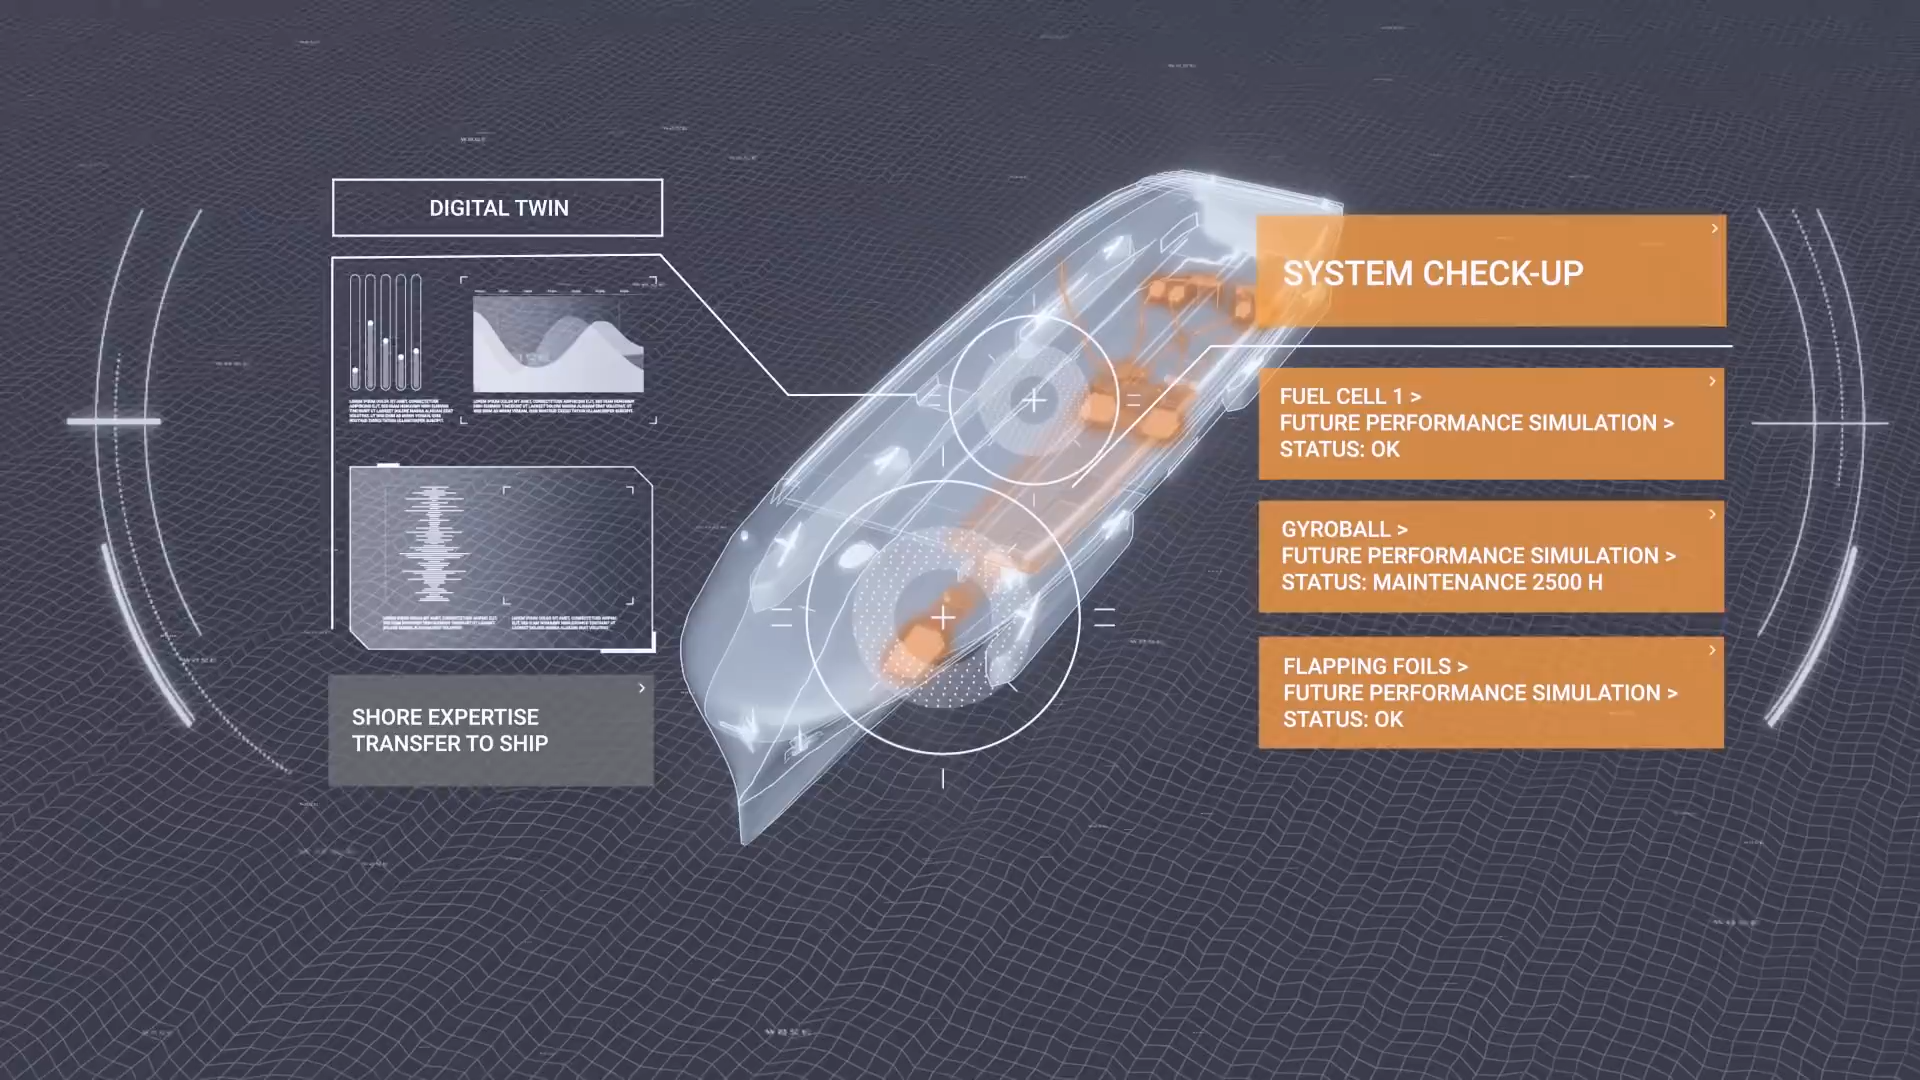 DIGITAL TWIN
SHORE EXPERTISE
TRANSFER TO SHIP
SYSTEM CHECK-UP
FUEL CELL 1 >
FUTURE PERFORMANCE SIMULATION >
STATUS: OK
GYROBALL >
FUTURE PERFORMANCE SIMULATION >
STATUS: MAINTENANCE 2500 H
FLAPPING FOILS >
FUTURE PERFORMANCE SIMULATION >
STATUS: OK